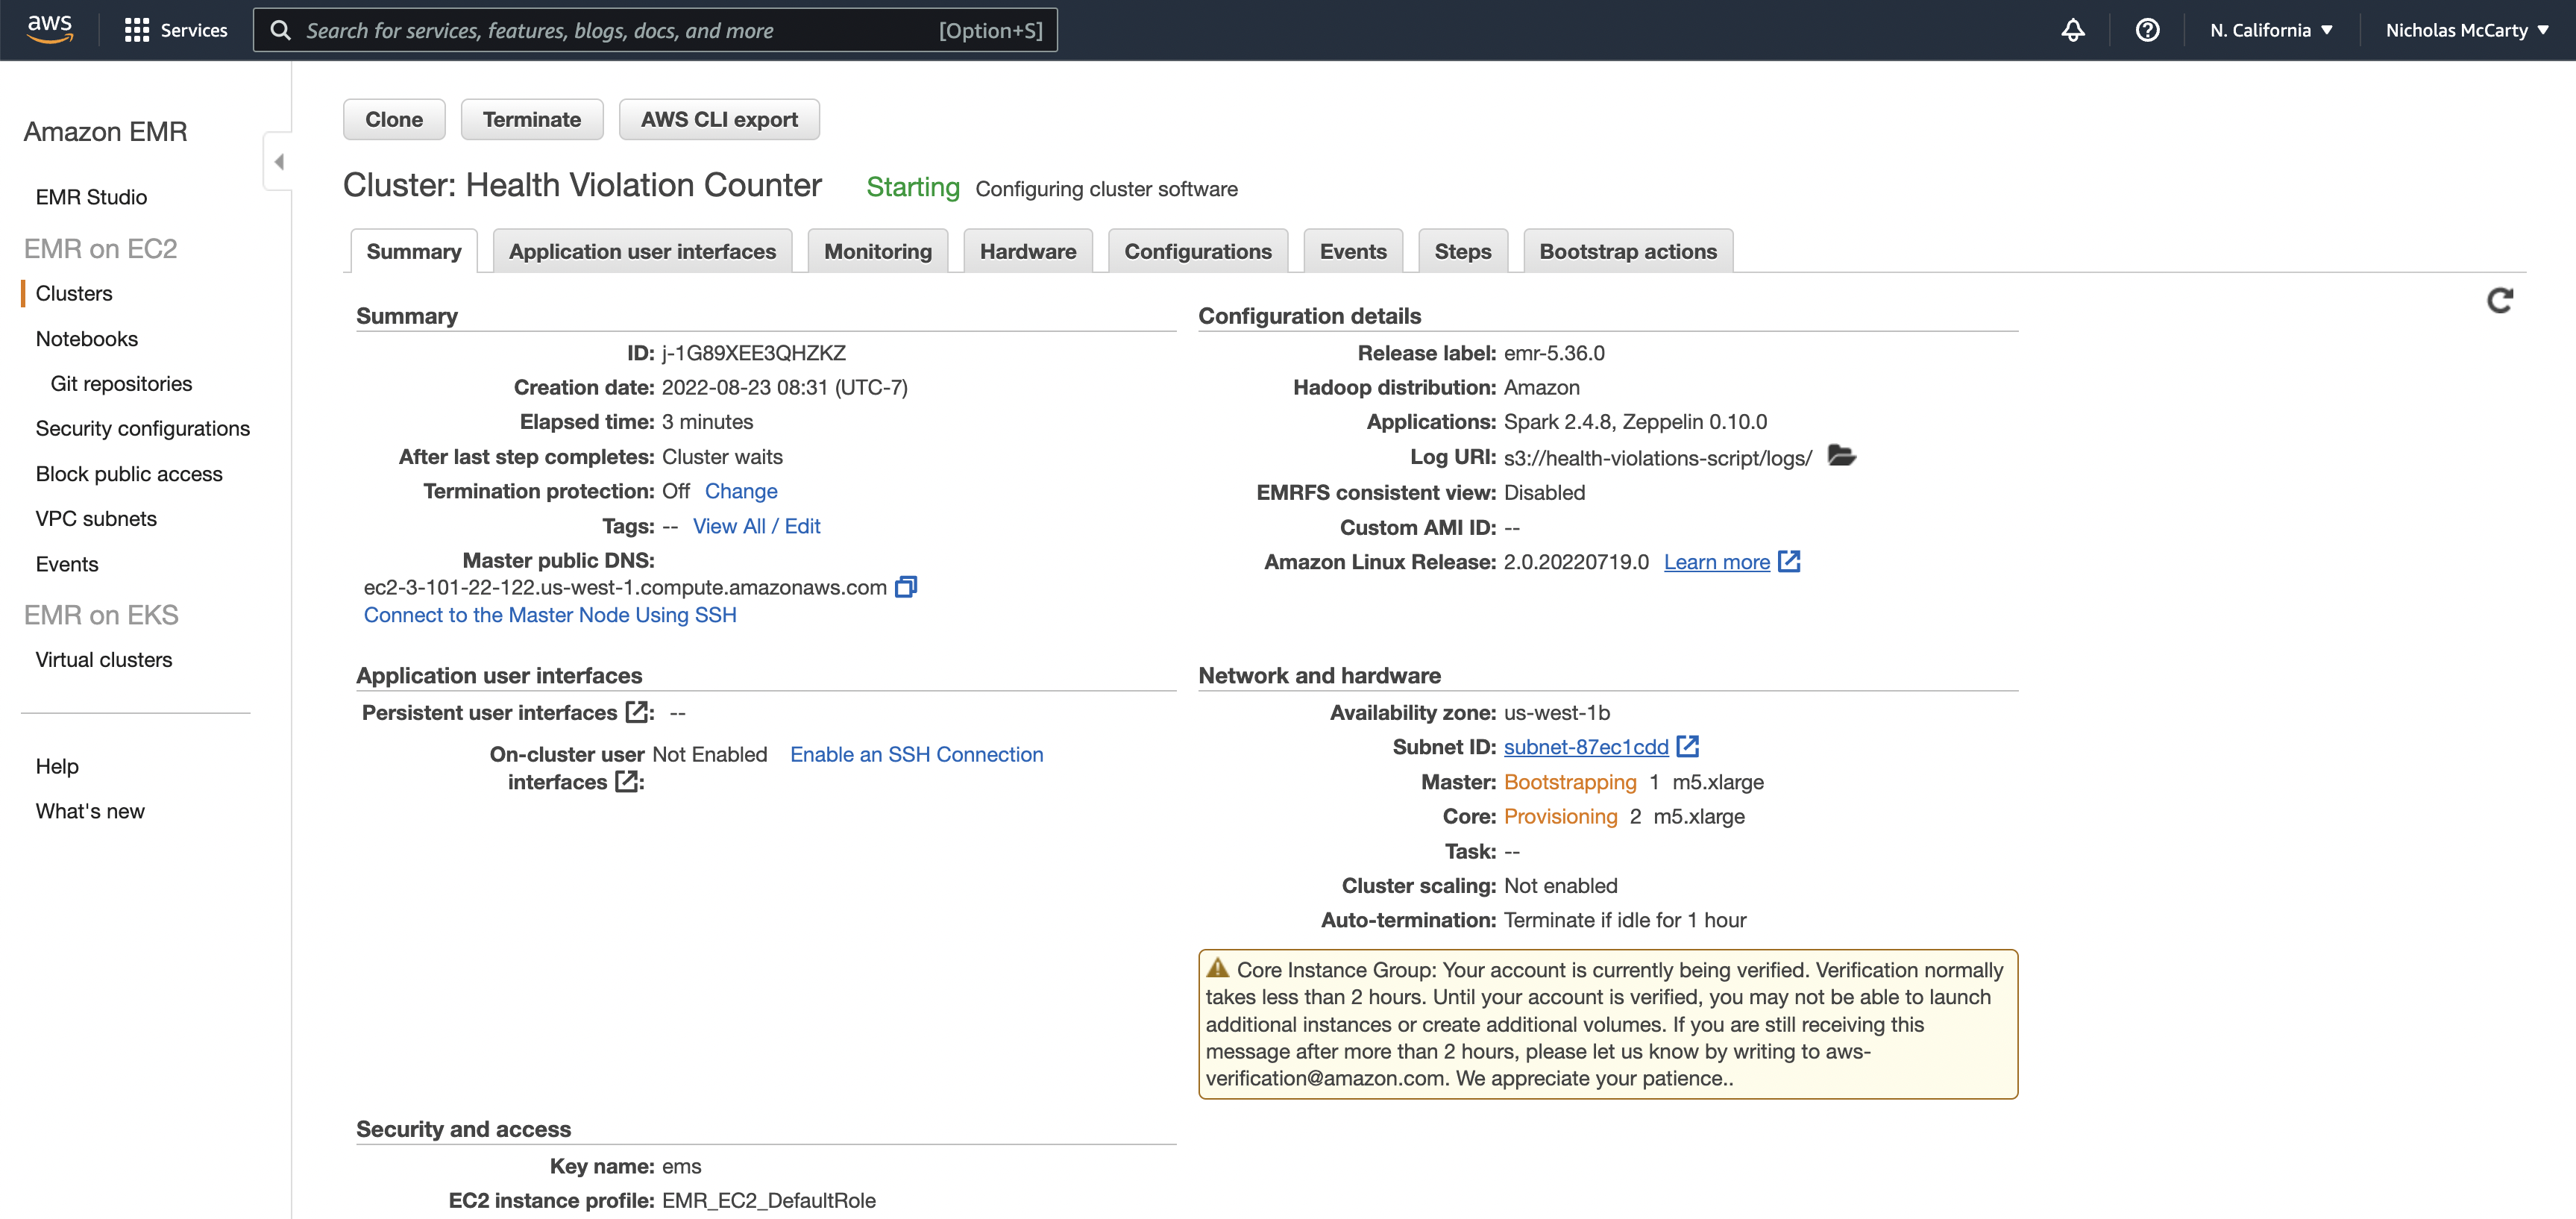 aws
Services
Search for services, features, blogs, docs, and more [Option+S]
N. California
Nicholas McCarty
Amazon EMR
EMR Studio
EMR on EC2
Clusters
Notebooks
Git repositories
Security configurations
Block public access
VPC subnets
Events
EMR on EKS
Virtual clusters
Help
What's new
Clone Terminate AWS CLI export
Cluster: Health Violation Counter Starting Configuring cluster software
Summary Application user interfaces Monitoring Hardware Configurations Events Steps Bootstrap actions
Summary
ID: j-1G89XEE3QHZKZ
Creation date: 2022-08-23 08:31 (UTC-7)
Elapsed time: 3 minutes
After last step completes: Cluster waits
Termination protection: Off Change
Tags: -- View All / Edit
Master public DNS:
ec2-3-101-22-122.us-west-1.compute.amazonaws.com
Connect to the Master Node Using SSH
Configuration details
Release label: emr-5.36.0
Hadoop distribution: Amazon
Applications: Spark 2.4.8, Zeppelin 0.10.0
Log URI: s3://health-violations-script/logs/
EMRFS consistent view: Disabled
Custom AMI ID: --
Amazon Linux Release: 2.0.20220719.0 Learn more
Application user interfaces
Persistent user interfaces : --
On-cluster user Not Enabled Enable an SSH Connection
interfaces :
Network and hardware
Availability zone: us-west-1b
Subnet ID: subnet-87ec1cdd
Master: Bootstrapping 1 m5.xlarge
Core: Provisioning 2 m5.xlarge
Task: --
Cluster scaling: Not enabled
Auto-termination: Terminate if idle for 1 hour
Core Instance Group: Your account is currently being verified. Verification normally
takes less than 2 hours. Until your account is verified, you may not be able to launch
additional instances or create additional volumes. If you are still receiving this
message after more than 2 hours, please let us know by writing to aws-
verification@amazon.com. We appreciate your patience..
Security and access
Key name: ems
EC2 instance profile: EMR_EC2_DefaultRole